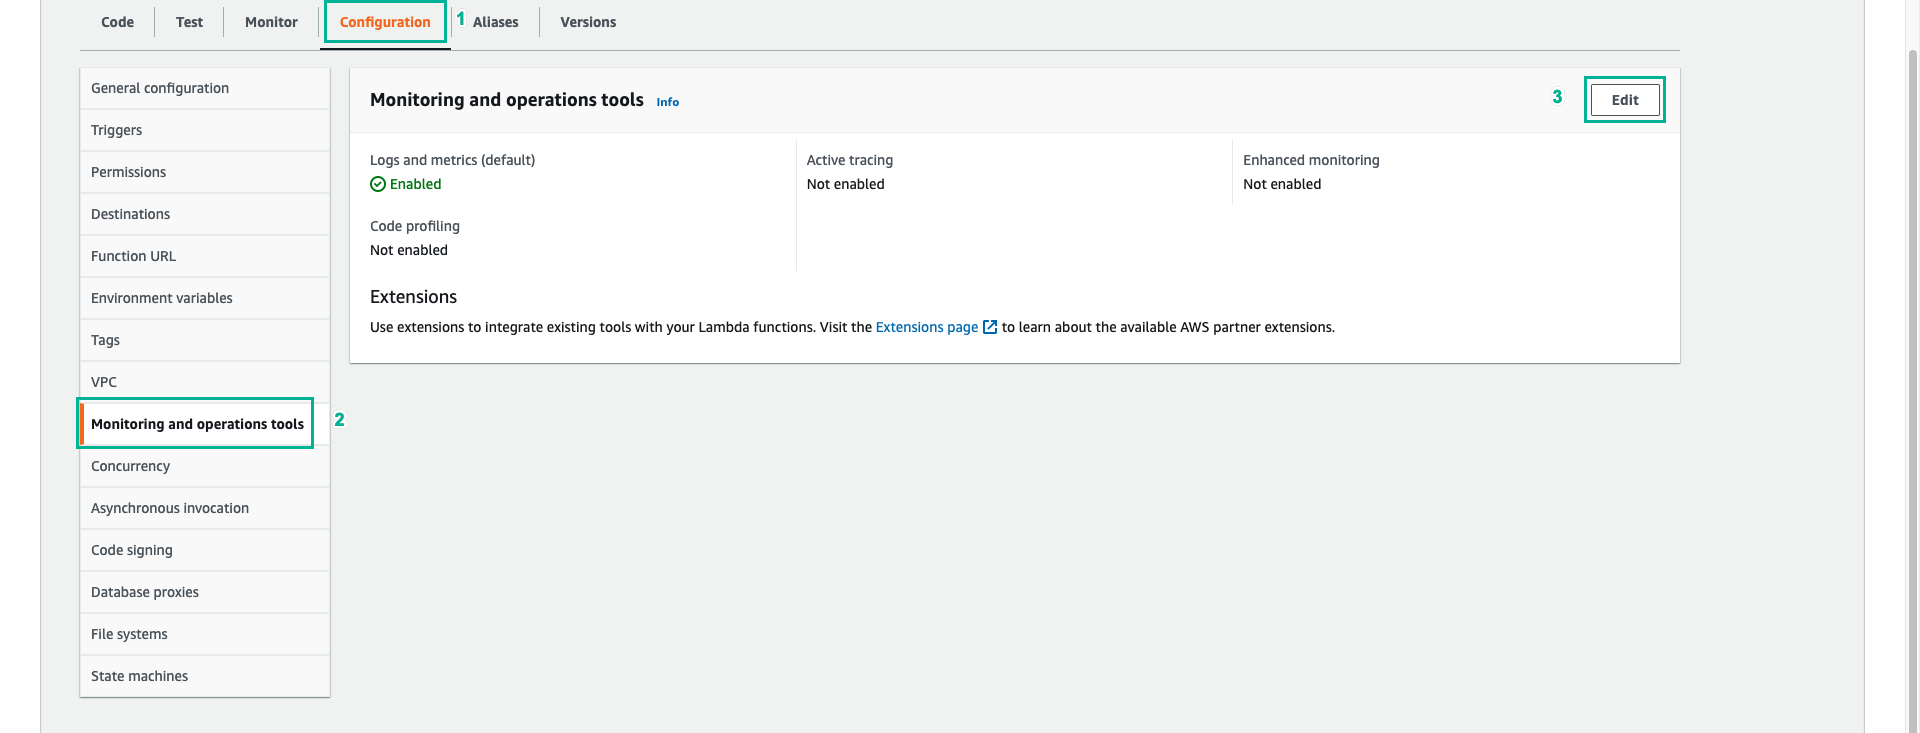 Code Test Monitor Configuration 1 Aliases Versions
General configuration
Triggers
Permissions
Destinations
Function URL
Environment variables
Tags
VPC
Monitoring and operations tools 2
Concurrency
Asynchronous invocation
Code signing
Database proxies
File systems
State machines
Monitoring and operations tools Info 3 Edit
Logs and metrics (default)
Enabled
Active tracing
Not enabled
Enhanced monitoring
Not enabled
Code profiling
Not enabled
Extensions
Use extensions to integrate existing tools with your Lambda functions. Visit the Extensions page to learn about the available AWS partner extensions.